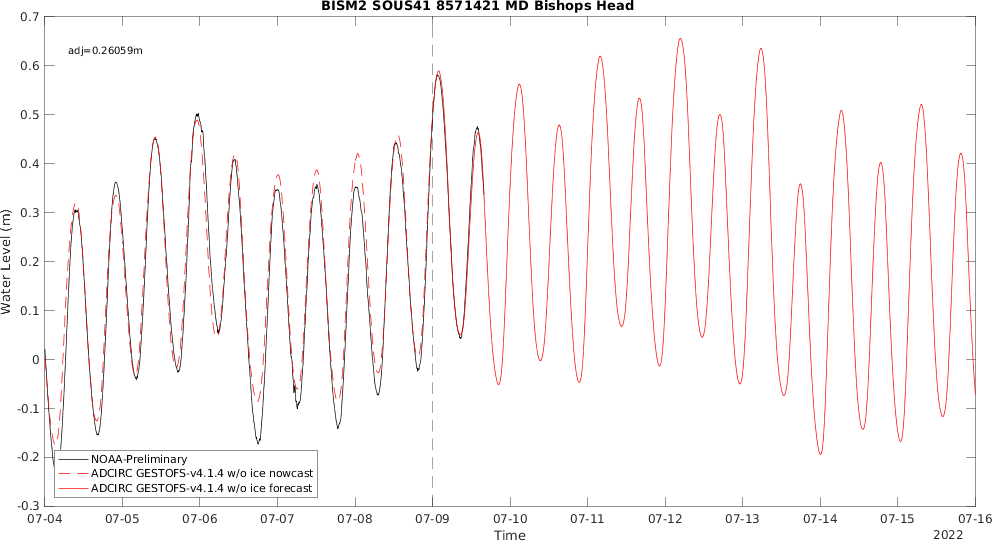 BISM2 SOUS41 8571421 MD Bishops Head
adj=0.26059m
Water Level (m)
0.7
0.6
0.5
0.4
0.3
0.2
0.1
0
-0.1
-0.2
-0.3
NOAA-Preliminary
ADCIRC GESTOFS-v4.1.4 w/o ice nowcast
ADCIRC GESTOFS-v4.1.4 w/o ice forecast
07-04 07-05 07-06 07-07 07-08 07-09 07-10 07-11 07-12 07-13 07-14 07-15 07-16
Time
2022